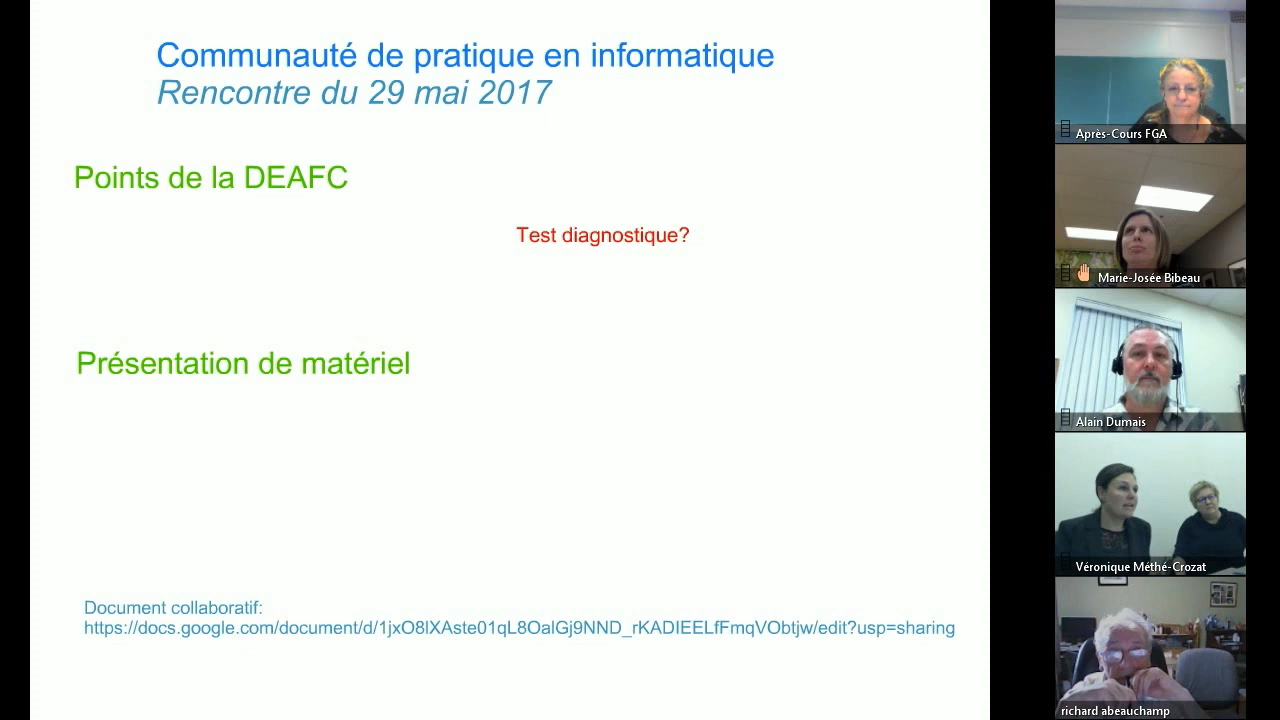 Communauté de pratique en informatique
Rencontre du 29 mai 2017
Points de la DEAFC
Test diagnostique?
Présentation de matériel
Document collaboratif:
https://docs.google.com/document/d/1jxO8lXAste01qL8OalGj9NND_rKADIEELfFmqVObtjw/edit?usp=sharing
Après-Cours FGA
Marie-Josée Bibeau
Alain Dumais
Véronique Méthé-Crozat
richard abeauchamp